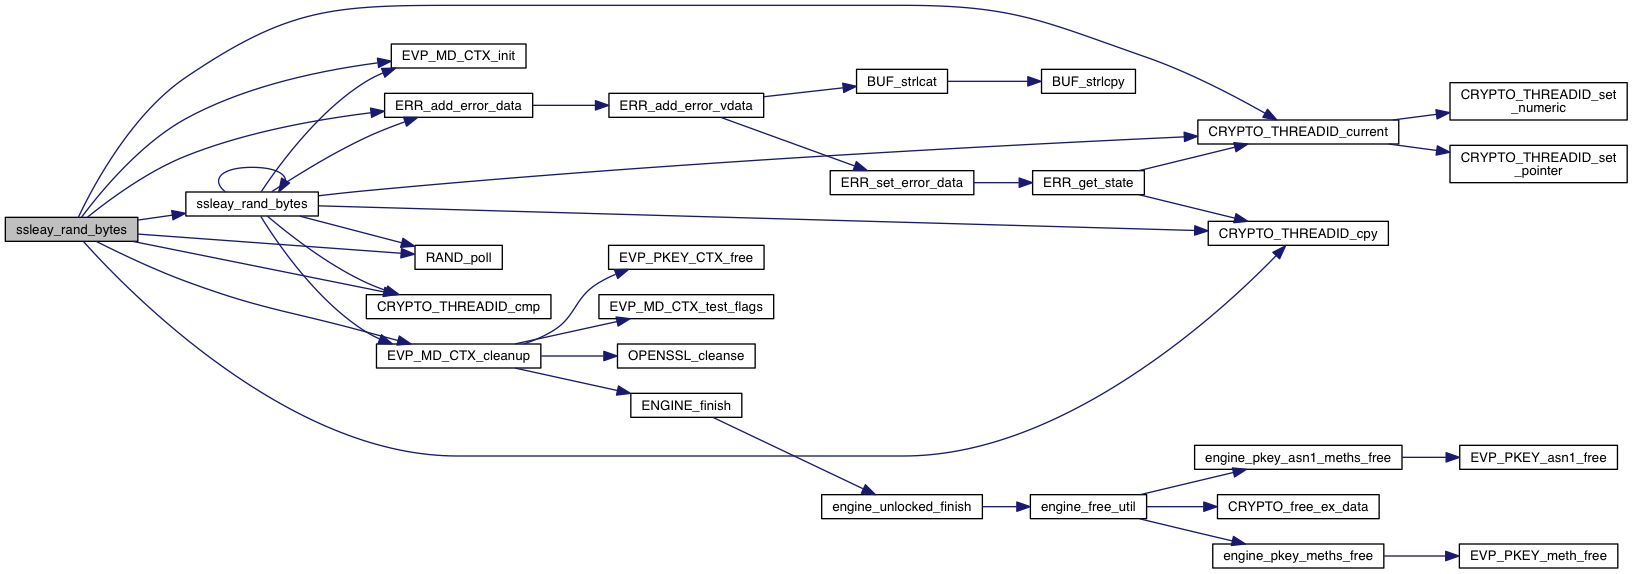 EVP_MD_CTX_init
BUF_strlcat
BUF_strlcpy
CRYPTO_THREADID_set
_numeric
ERR_add_error_data
ERR_add_error_vdata
CRYPTO_THREADID_current
CRYPTO_THREADID_set
_pointer
ERR_set_error_data
ERR_get_state
ssleay_rand_bytes
ssleay_rand_bytes
CRYPTO_THREADID_cpy
RAND_poll
EVP_PKEY_CTX_free
CRYPTO_THREADID_cmp
EVP_MD_CTX_test_flags
EVP_MD_CTX_cleanup
OPENSSL_cleanse
ENGINE_finish
engine_pkey_asn1_meths_free
EVP_PKEY_asn1_free
engine_unlocked_finish
engine_free_util
CRYPTO_free_ex_data
engine_pkey_meths_free
EVP_PKEY_meth_free